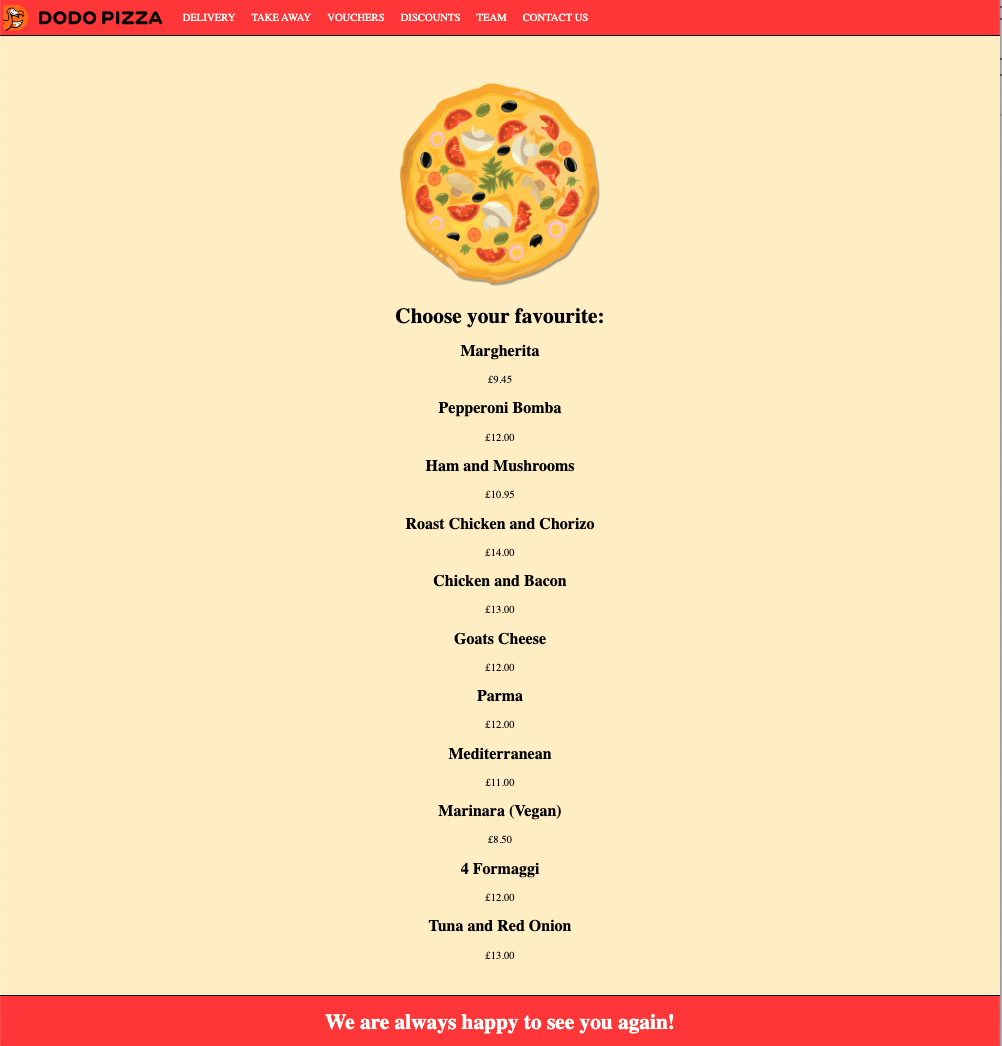 DODO PIZZA DELIVERY TAKE AWAY VOUCHERS DISCOUNTS TEAM CONTACT US
Choose your favourite:
Margherita
£9.45
Pepperoni Bomba
£12.00
Ham and Mushrooms
£10.95
Roast Chicken and Chorizo
£14.00
Chicken and Bacon
£13.00
Goats Cheese
£12.00
Parma
£12.00
Mediterranean
£11.00
Marinara (Vegan)
£8.50
4 Formaggi
£12.00
Tuna and Red Onion
£13.00
We are always happy to see you again!